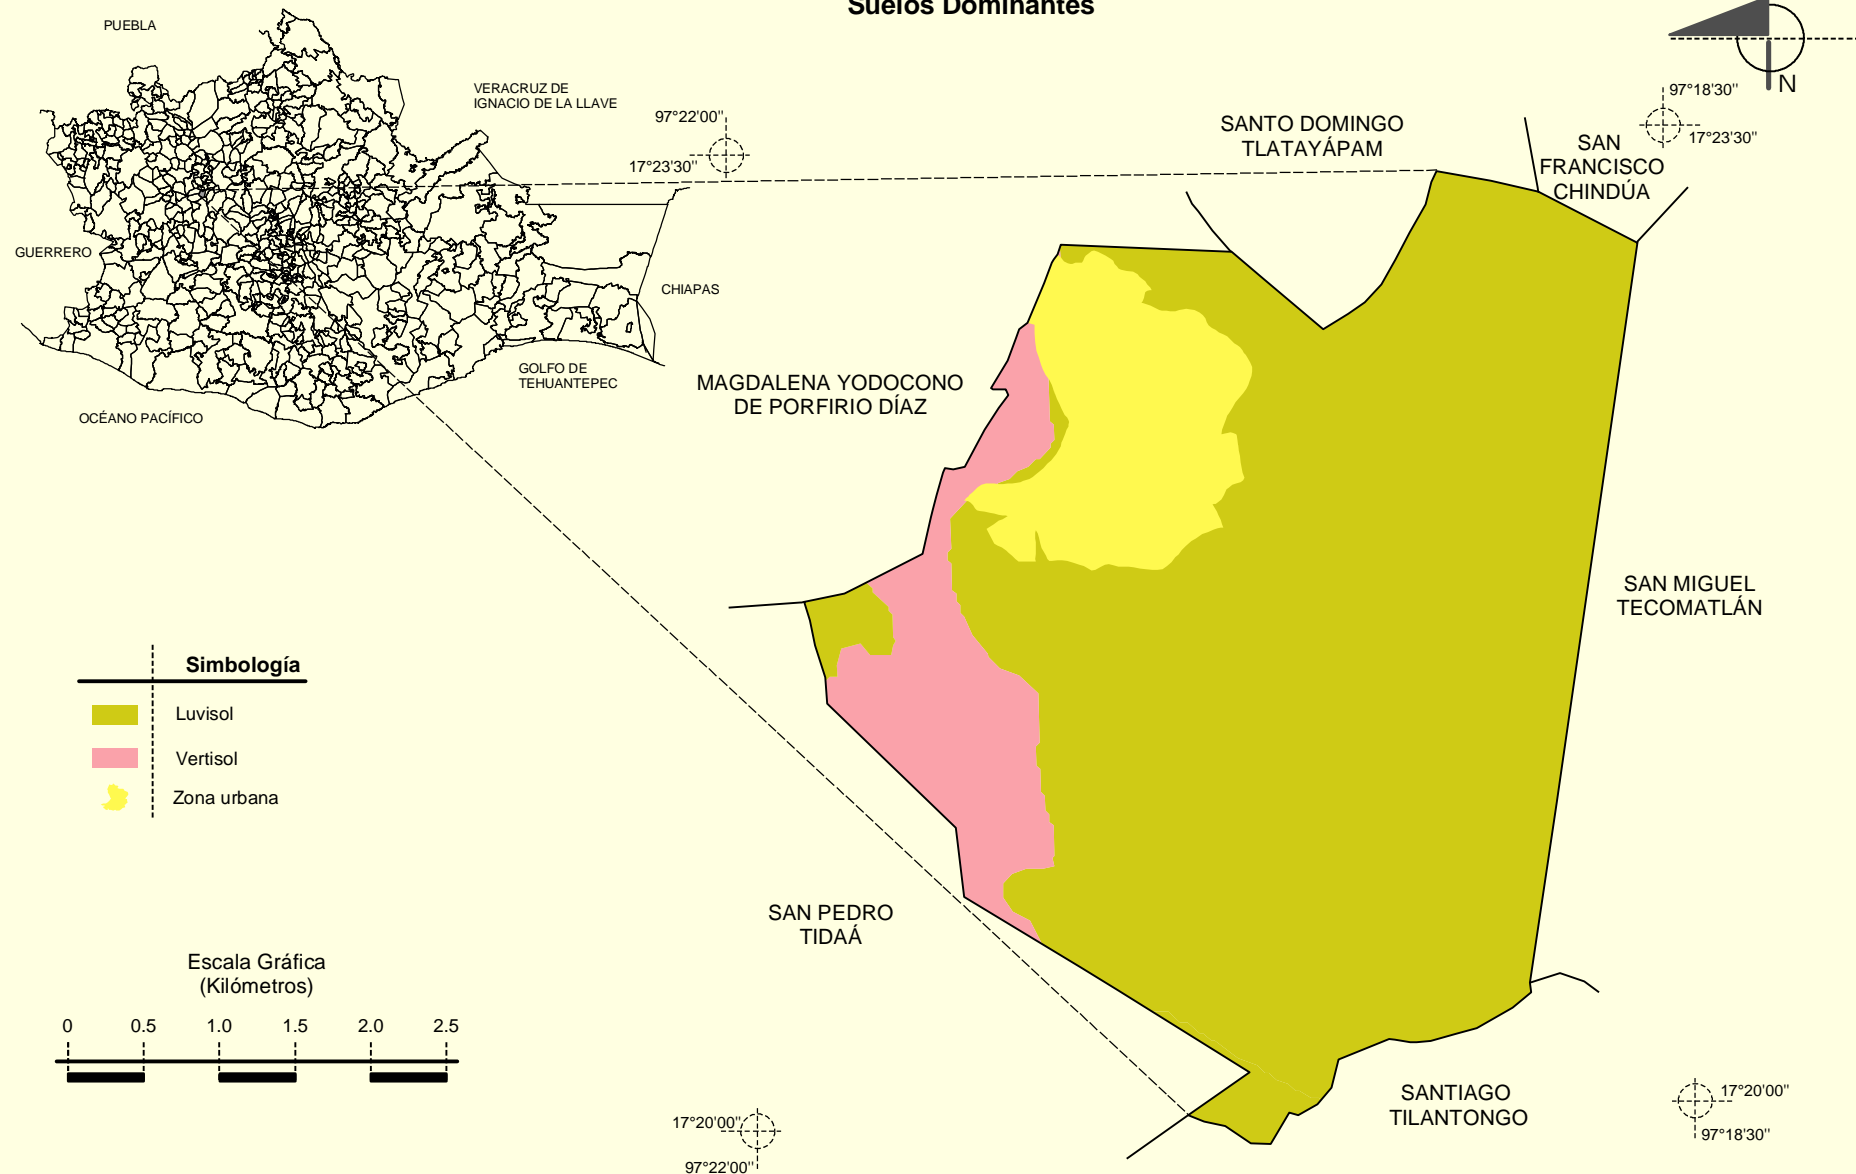 Suelos Dominantes
PUEBLA
VERACRUZ DE
IGNACIO DE LA LLAVE
GUERRERO
CHIAPAS
GOLFO DE
TEHUANTEPEC
OCÉANO PACÍFICO
97°22'00"
17°23'30"
N
97°18'30"
17°23'30"
SANTO DOMINGO
TLATAYÁPAM
SAN
FRANCISCO
CHINDÚA
MAGDALENA YODOCONO
DE PORFIRIO DÍAZ
SAN MIGUEL
TECOMATLÁN
Simbología
Luvisol
Vertisol
Zona urbana
SAN PEDRO
TIDAÁ
Escala Gráfica
(Kilómetros)
0 0.5 1.0 1.5 2.0 2.5
SANTIAGO
TILANTONGO
17°20'00"
97°22'00"
17°20'00"
97°18'30"